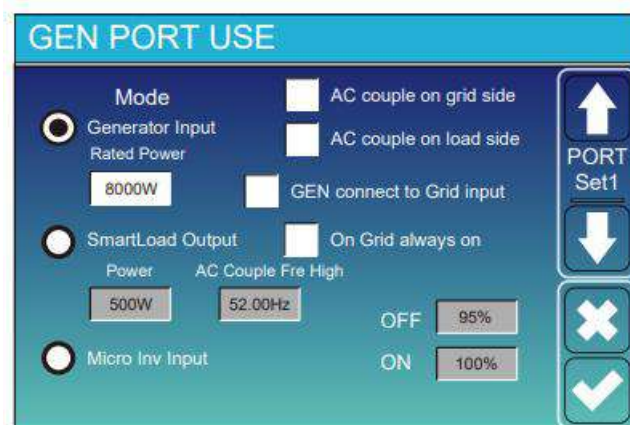 GEN PORT USE
Mode
AC couple on grid side
Generator Input
AC couple on load side
Rated Power
8000W
GEN connect to Grid input
SmartLoad Output
On Grid always on
Power
AC Couple Fre High
500W
52.00Hz
OFF
95%
Micro Inv Input
ON
100%
PORT
Set1